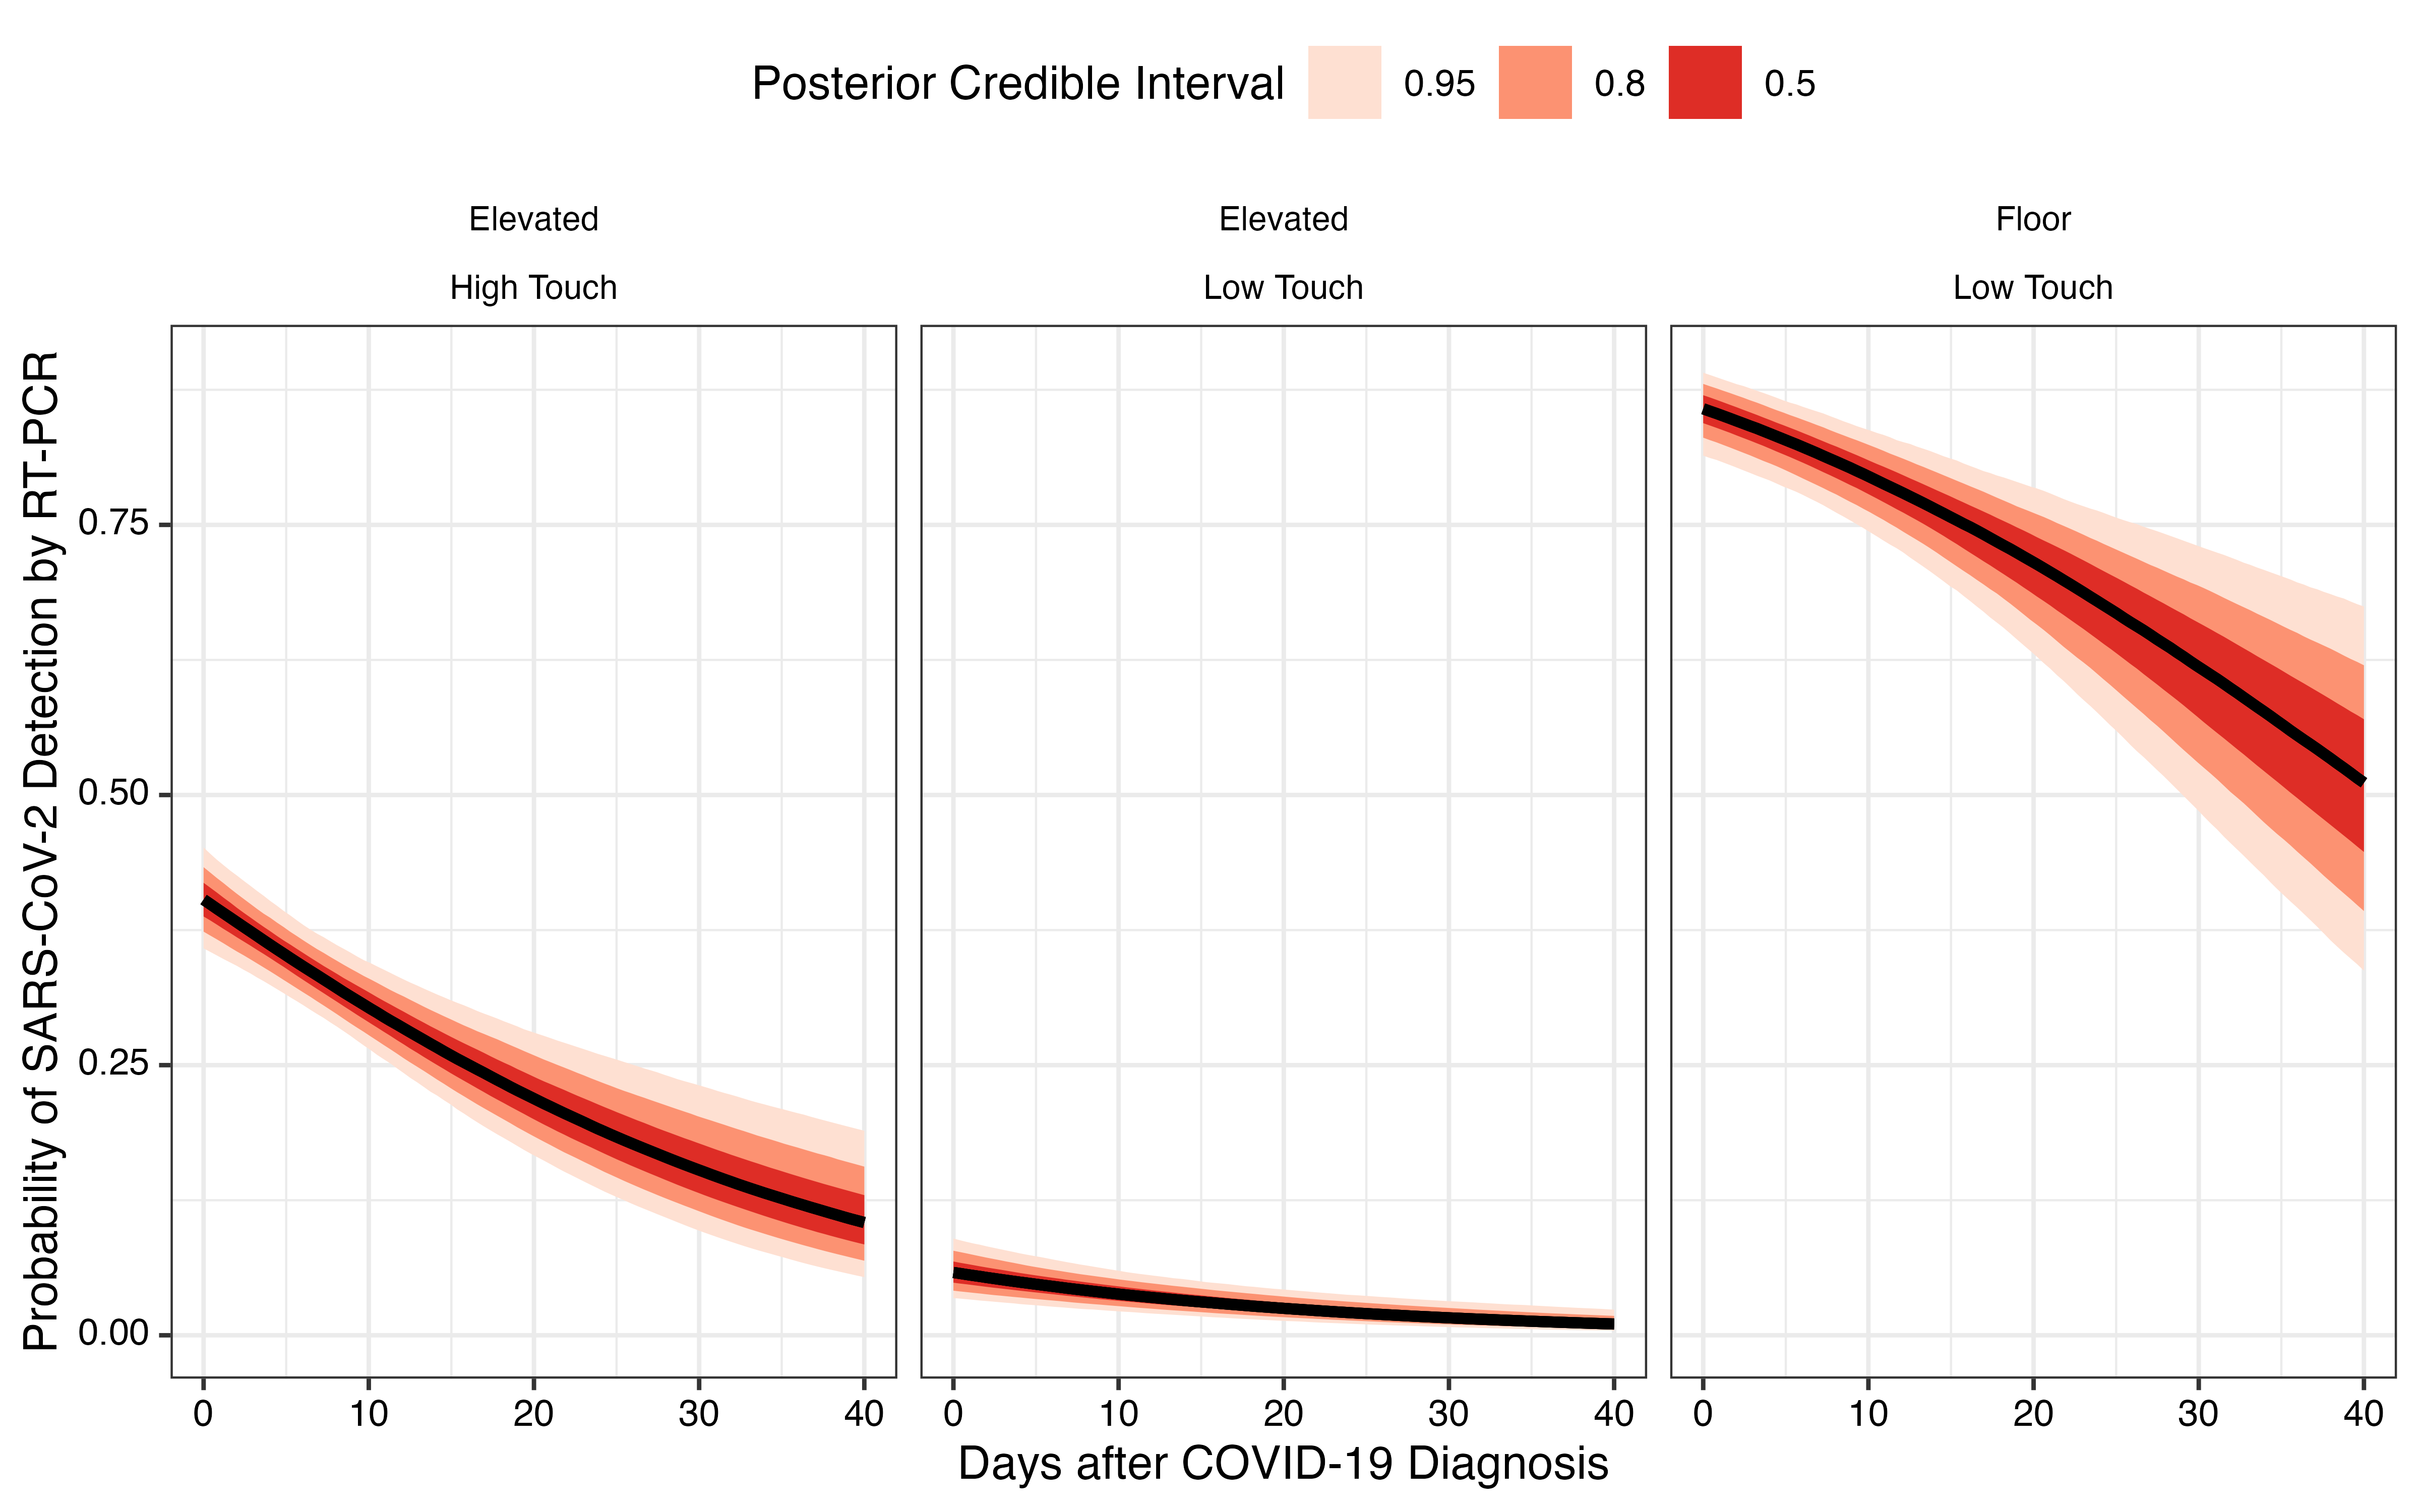 Posterior Credible Interval 0.95 0.8 0.5
Elevated
High Touch
Elevated
Low Touch
Floor
Low Touch
Probability of SARS-CoV-2 Detection by RT-PCR
0.75
0.50
0.25
0.00
0 10 20 30 40
0 10 20 30 40
0 10 20 30 40
Days after COVID-19 Diagnosis